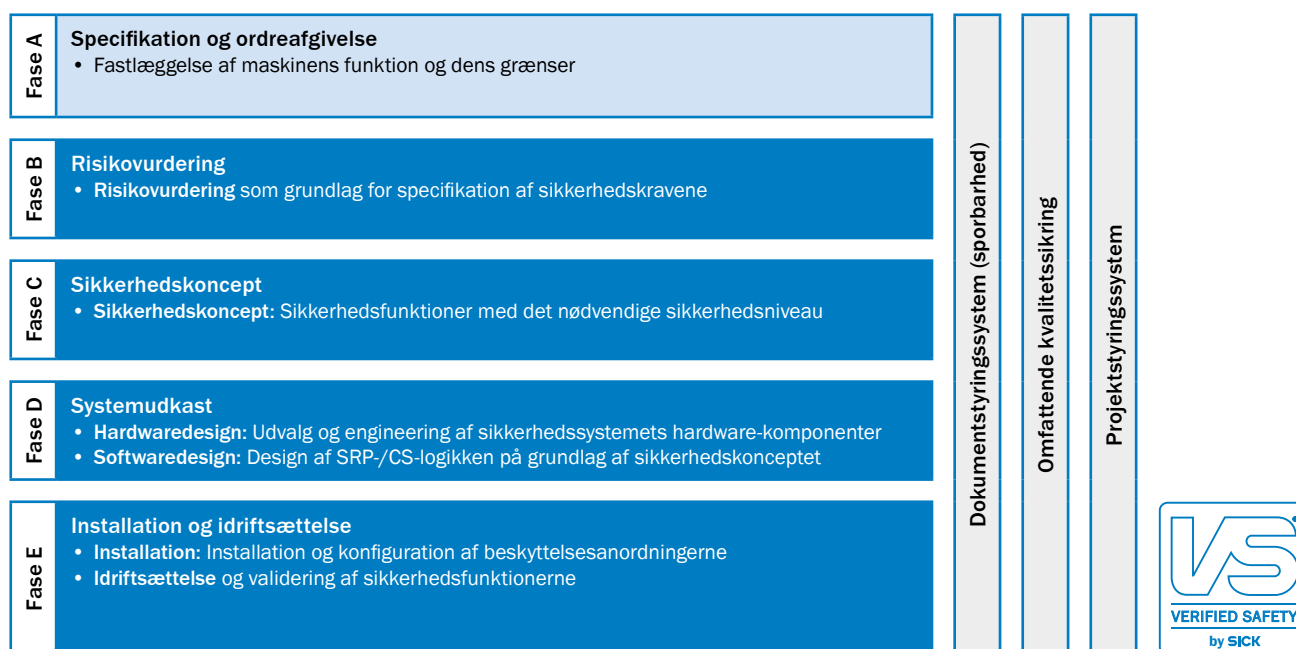 Fase A
Specifikation og ordreafgivelse
• Fastlæggelse af maskinens funktion og dens grænser
Fase B
Risikovurdering
• Risikovurdering som grundlag for specifikation af sikkerhedskravene
Fase C
Sikkerhedskoncept
• Sikkerhedskoncept: Sikkerhedsfunktioner med det nødvendige sikkerhedsniveau
Fase D
Systemudkast
• Hardwaredesign: Udvalg og engineering af sikkerhedssystemets hardware-komponenter
• Softwaredesign: Design af SRP-/CS-logikken på grundlag af sikkerhedskonceptet
Fase E
Installation og idriftsættelse
• Installation: Installation og konfiguration af beskyttelsesanordningerne
• Idriftsættelse og validering af sikkerhedsfunktionerne
Dokumentstyringssystem (sporbarhed)
Omfattende kvalitetssikring
Projektstyringssystem
VS
VERIFIED SAFETY
by SICK